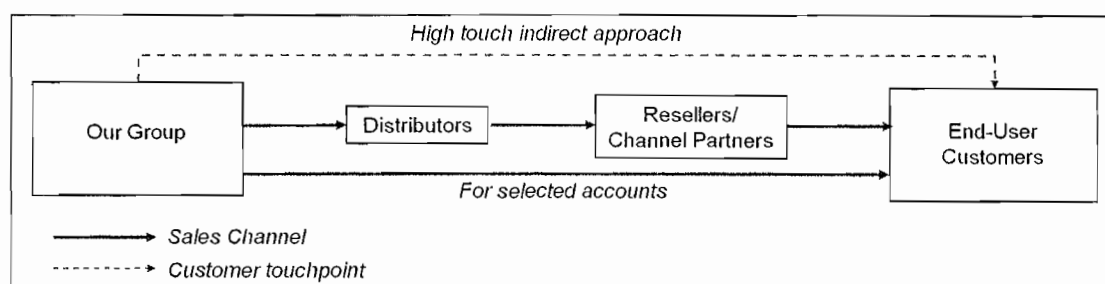 High touch indirect approach
Our Group
Distributors
Resellers/
Channel Partners
End-User
Customers
For selected accounts
Sales Channel
Customer touchpoint